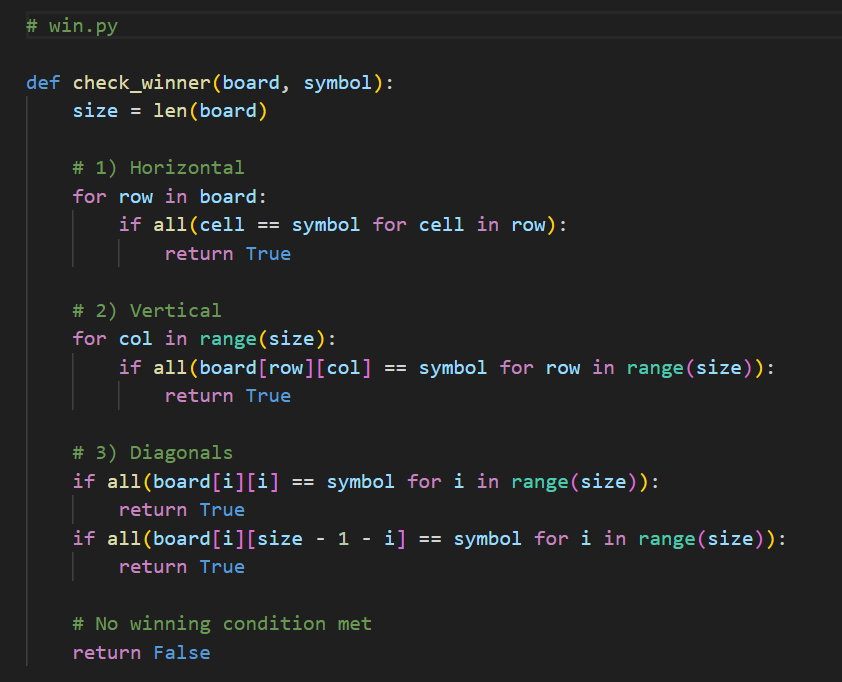 # win.py
def check_winner(board, symbol):
    size = len(board)
    # 1) Horizontal
    for row in board:
        if all(cell == symbol for cell in row):
            return True
    # 2) Vertical
    for col in range(size):
        if all(board[row][col] == symbol for row in range(size)):
            return True
    # 3) Diagonals
    if all(board[i][i] == symbol for i in range(size)):
        return True
    if all(board[i][size - 1 - i] == symbol for i in range(size)):
        return True
    # No winning condition met
    return False